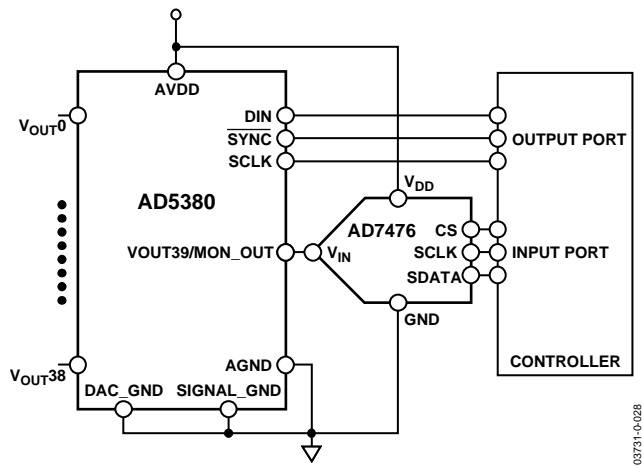 AVDD
VOUT0
DIN
SYNC
SCLK
OUTPUT PORT
AD5380
VDD
AD7476
CS
VOUT39/MON_OUT
VIN
SCLK
INPUT PORT
SDATA
GND
VOUT38
AGND
DAC_GND
SIGNAL_GND
CONTROLLER
03731-0-028